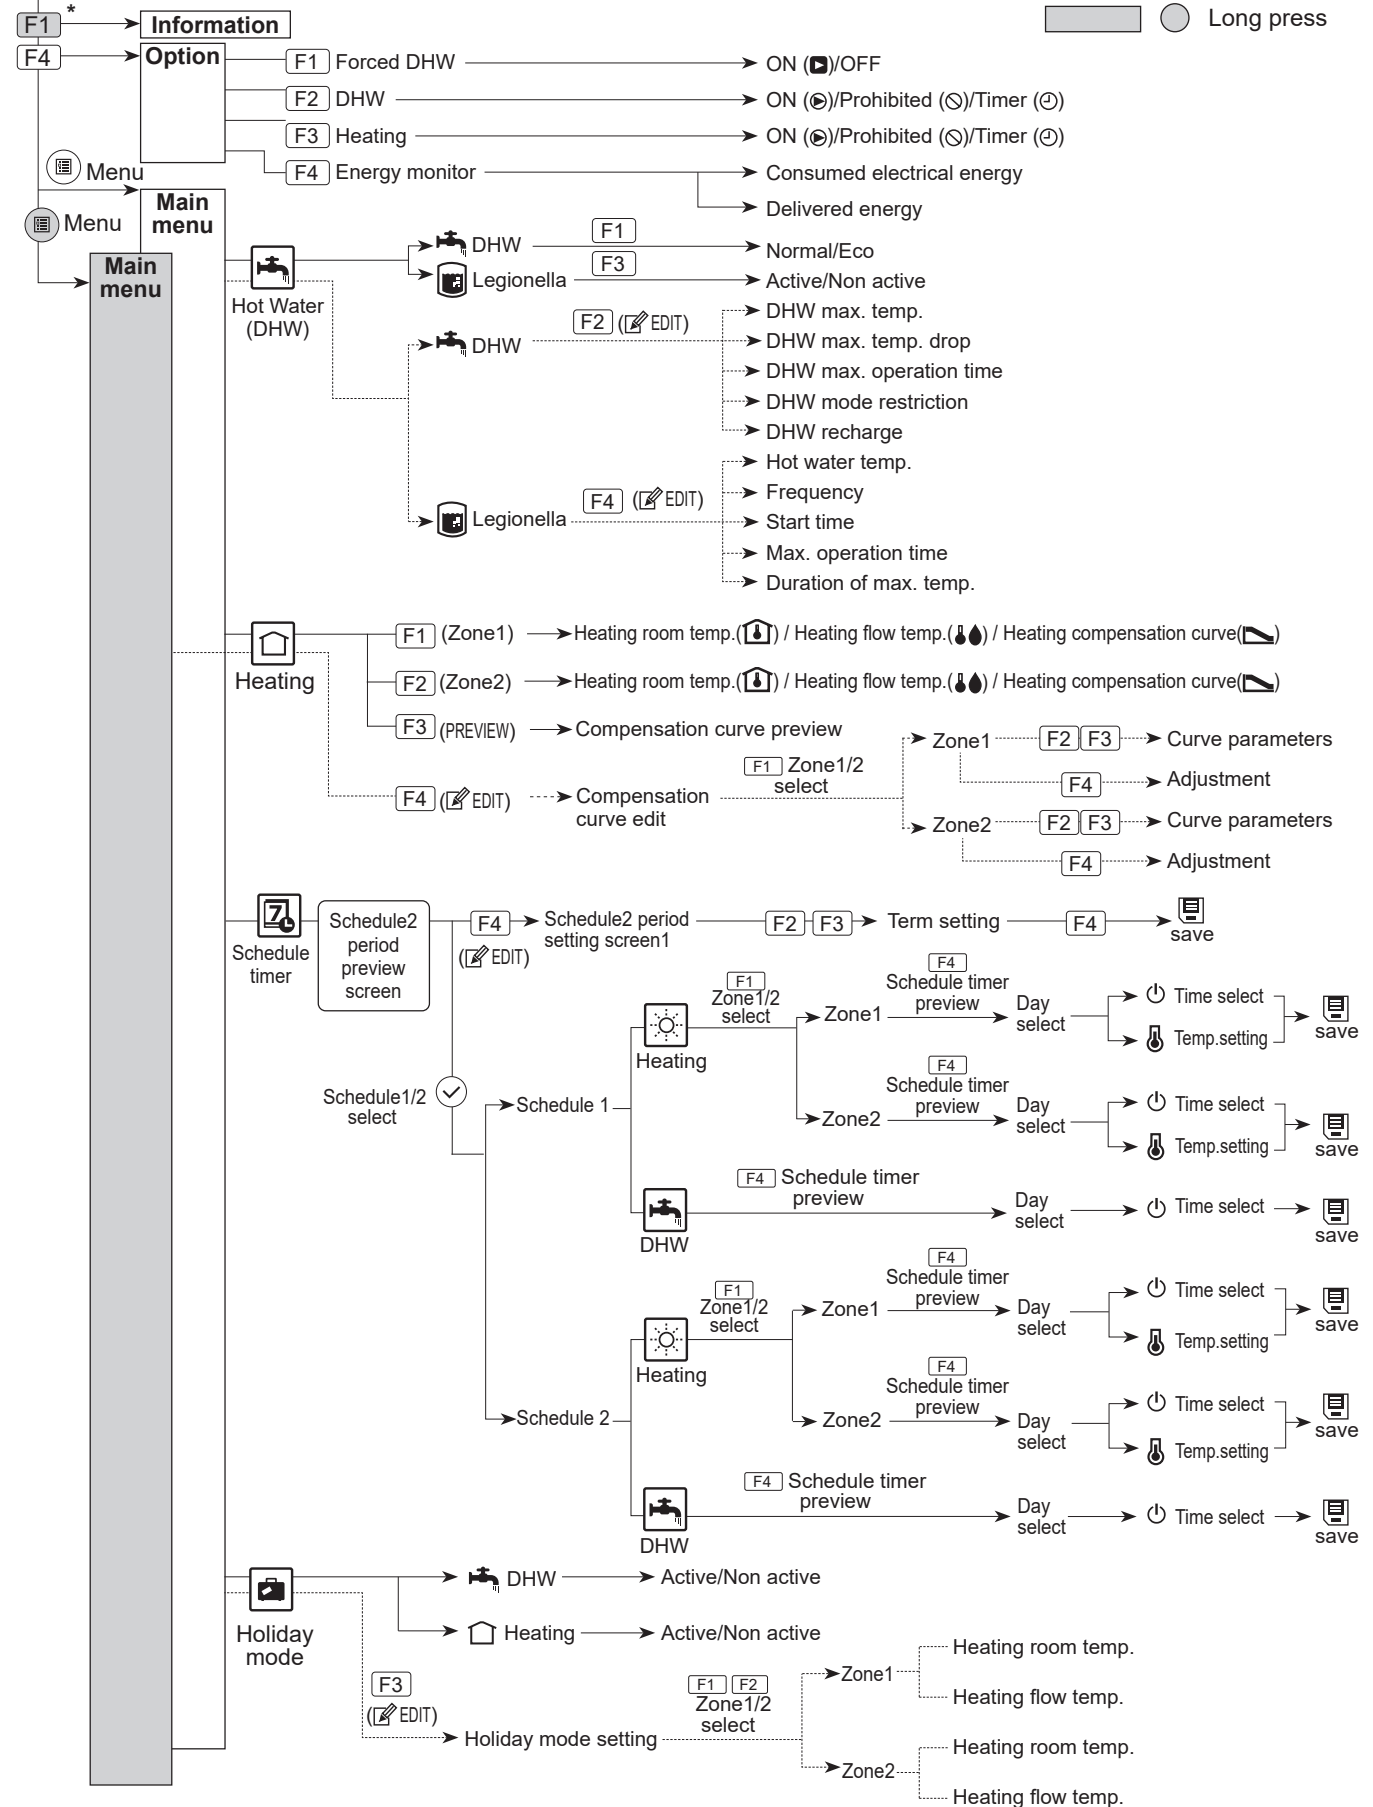 F1 * Information
Long press
F4 Option
F1 Forced DHW ON ( )/OFF
F2 DHW ON ( )/Prohibited ( )/Timer ( )
F3 Heating ON ( )/Prohibited ( )/Timer ( )
Menu
F4 Energy monitor Consumed electrical energy
Delivered energy
Menu
Main
menu
Main
menu
Hot Water
(DHW)
DHW F1 Normal/Eco
Legionella F3 Active/Non active
DHW F2 ( EDIT)
DHW max. temp.
DHW max. temp. drop
DHW max. operation time
DHW mode restriction
DHW recharge
Legionella F4 ( EDIT)
Hot water temp.
Frequency
Start time
Max. operation time
Duration of max. temp.
Heating
F1 (Zone1) Heating room temp.( ) / Heating flow temp.( ) / Heating compensation curve( )
F2 (Zone2) Heating room temp.( ) / Heating flow temp.( ) / Heating compensation curve( )
F3 (PREVIEW) Compensation curve preview
F4 ( EDIT) Compensation
curve edit
F1 Zone1/2
select
Zone1 F2 F3 Curve parameters
F4 Adjustment
Zone2 F2 F3 Curve parameters
F4 Adjustment
7
Schedule
timer
Schedule2
period
preview
screen
F4
( EDIT)
Schedule2 period
setting screen1
F2 F3 Term setting F4 save
Schedule1/2
select
Schedule 1
Heating
F1
Zone1/2
select
Zone1
F4
Schedule timer
preview
Day
select
Time select
Temp.setting
save
Zone2
F4
Schedule timer
preview
Day
select
Time select
Temp.setting
save
DHW
F4 Schedule timer
preview
Day
select
Time select
save
Schedule 2
Heating
F1
Zone1/2
select
Zone1
F4
Schedule timer
preview
Day
select
Time select
Temp.setting
save
Zone2
F4
Schedule timer
preview
Day
select
Time select
Temp.setting
save
DHW
F4 Schedule timer
preview
Day
select
Time select
save
Holiday
mode
DHW Active/Non active
Heating Active/Non active
F3
( EDIT)
Holiday mode setting
F1 F2
Zone1/2
select
Zone1
Heating room temp.
Heating flow temp.
Zone2
Heating room temp.
Heating flow temp.